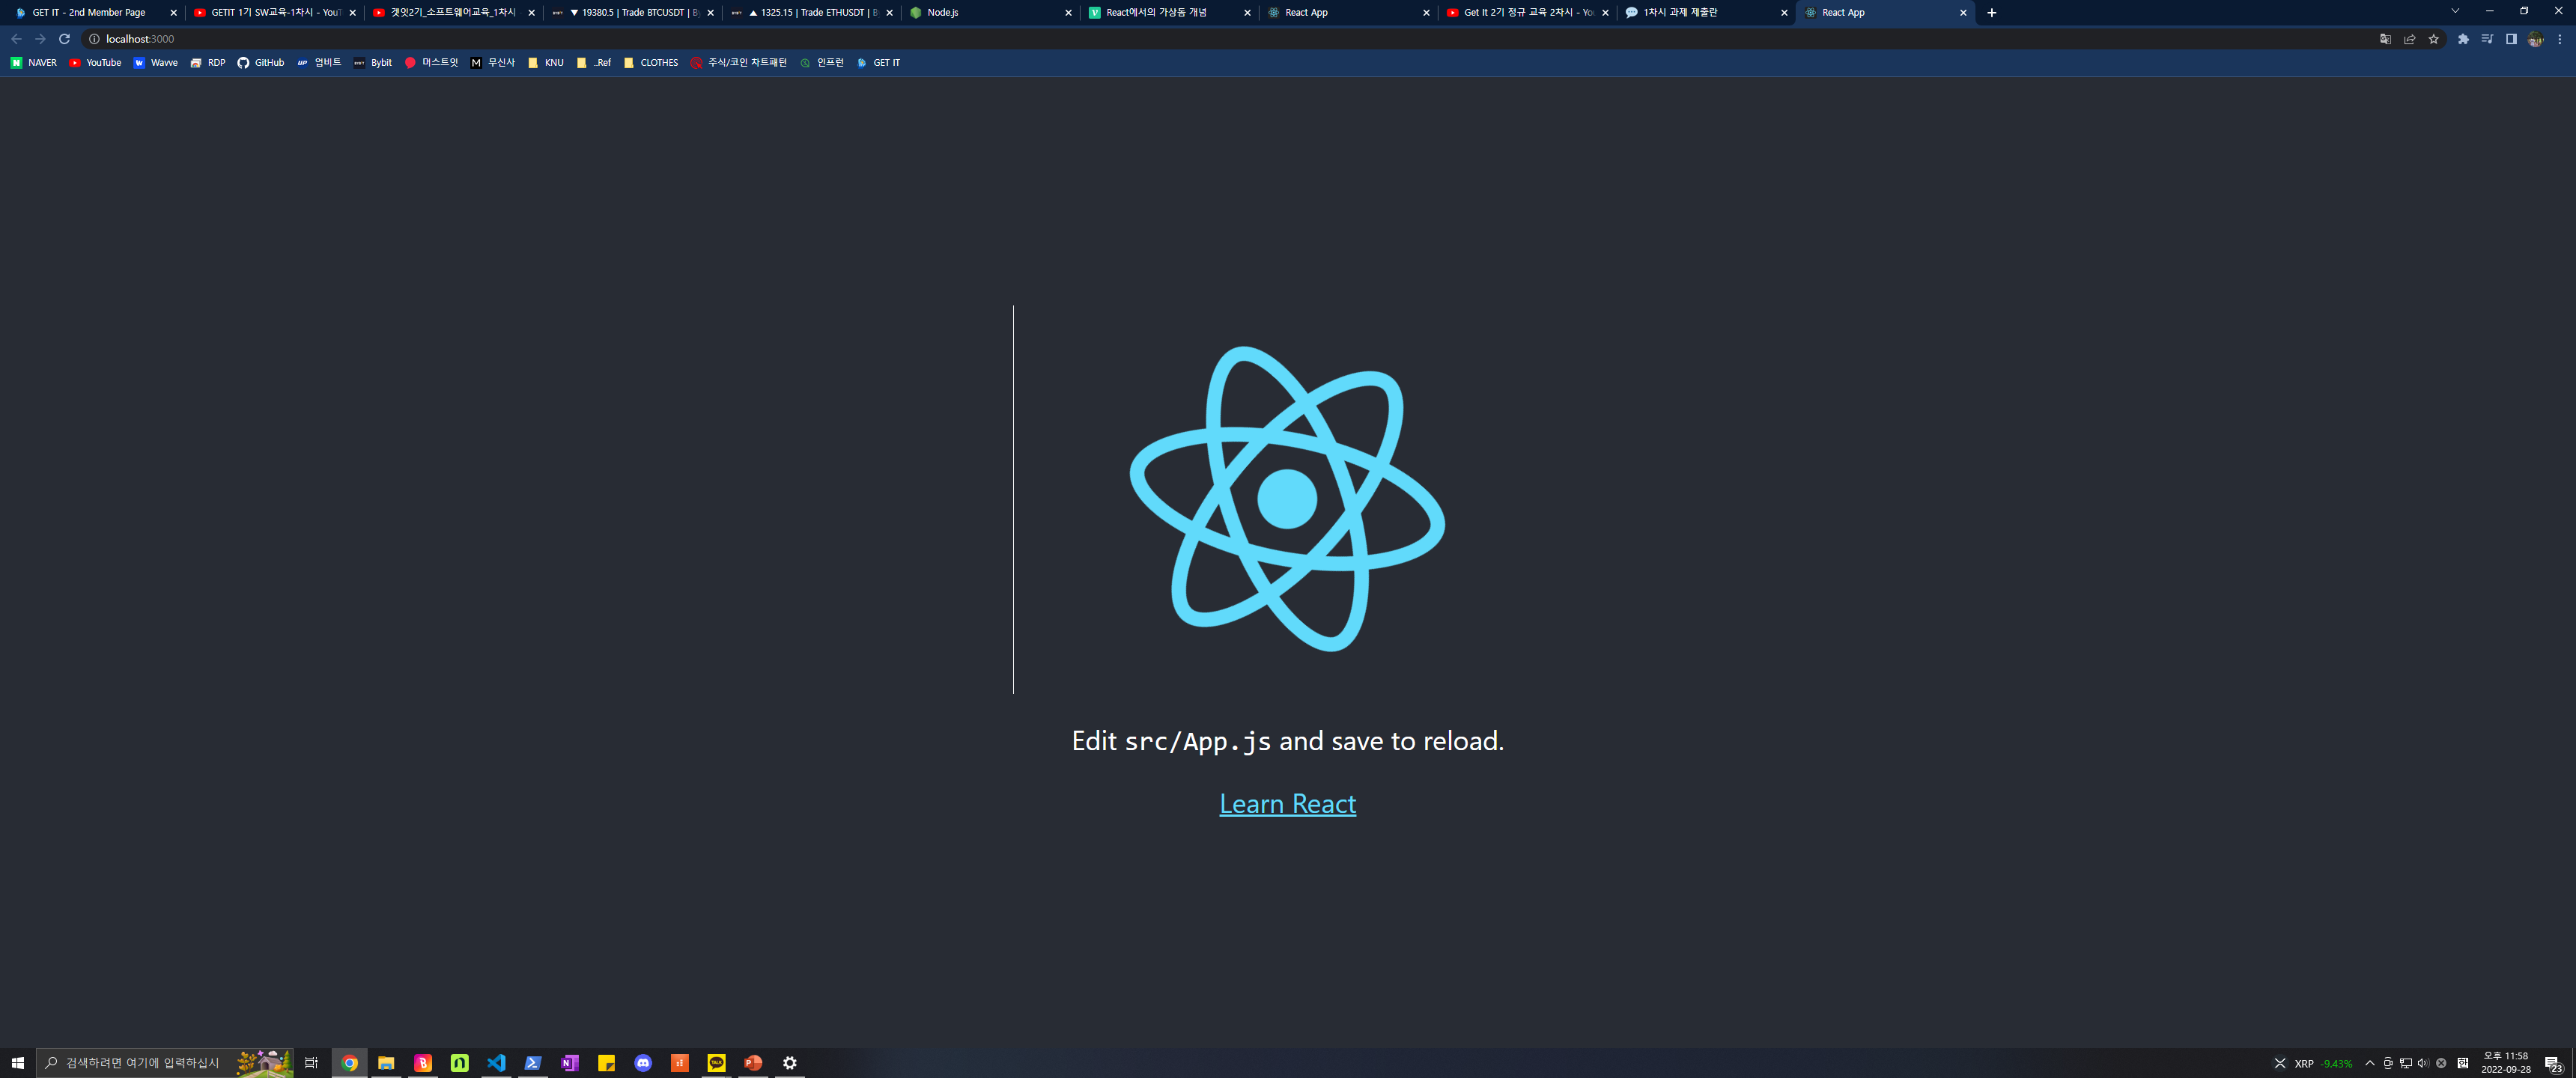 GET IT - 2nd Member Page
GETIT 1기 SW교육-1차시 - YouT
겟잇2기_소프트웨어교육_1차시
▼ 19380.5 | Trade BTCUSDT | B
▲ 1325.15 | Trade ETHUSDT | B
Node.js
React에서의 가상돔 개념
React App
Get It 2기 정규 교육 2차시 - Yo
1차시 과제 제출란
React App
localhost:3000
NAVER YouTube Wavve RDP GitHub 업비트 Bybit 머스트잇 무신사 KNU ..Ref CLOTHES 주식/코인 차트패턴 인프런 GET IT
Edit src/App.js and save to reload.
Learn React
검색하려면 여기에 입력하십시
XRP -9.43%
오후 11:58
2022-09-28
23